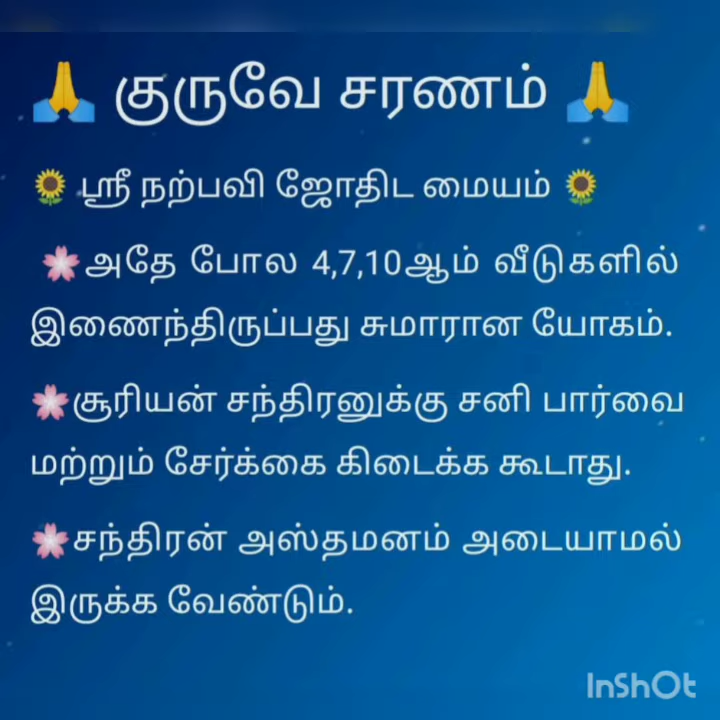 🙏 குருவே சரணம் 🙏
🌻 ஸ்ரீ நற்பவி ஜோதிட மையம் 🌻
🌸அதே போல 4,7,10ஆம் வீடுகளில்
இணைந்திருப்பது சுமாரான யோகம்.
🌸சூரியன் சந்திரனுக்கு சனி பார்வை
மற்றும் சேர்க்கை கிடைக்க கூடாது.
🌸சந்திரன் அஸ்தமனம் அடையாமல்
இருக்க வேண்டும்.
InShOt